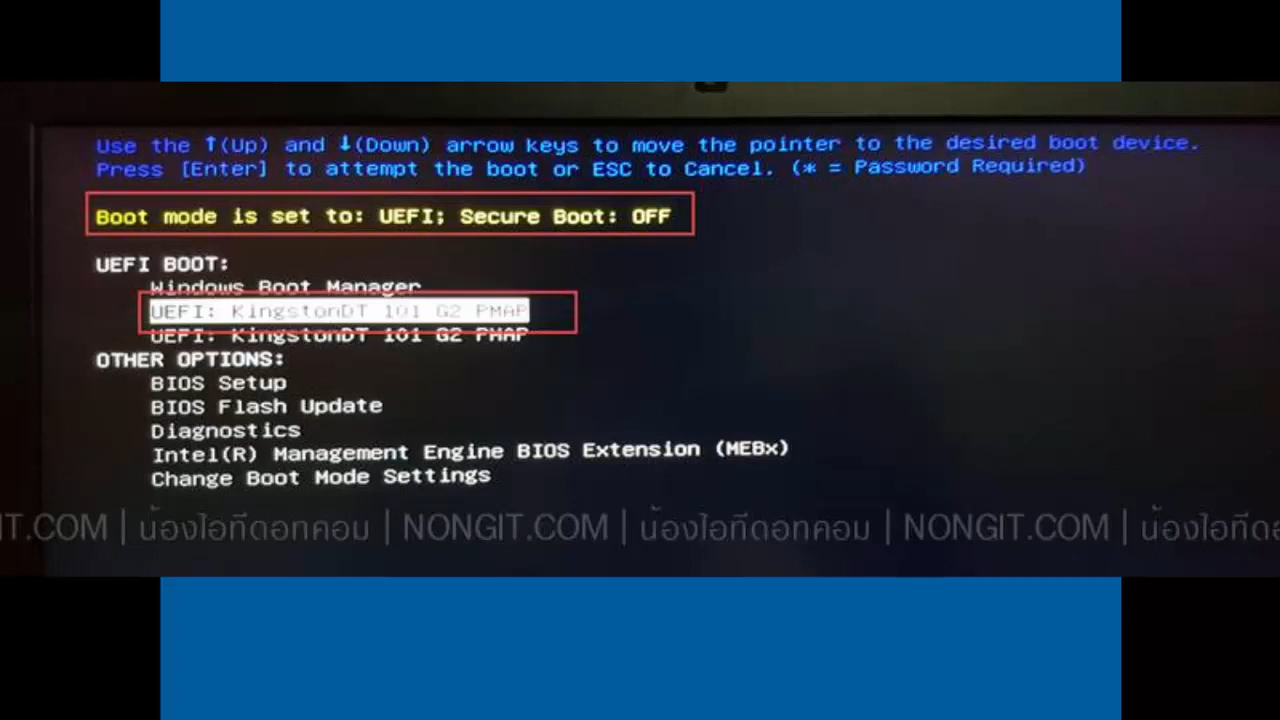 Use the ↑(Up) and ↓(Down) arrow keys to move the pointer to the desired boot device.
Press [Enter] to attempt the boot or ESC to Cancel. (* = Password Required)
Boot mode is set to: UEFI; Secure Boot: OFF
UEFI BOOT:
Windows Boot Manager
UEFI: KingstonDT 101 G2 PMAP
UEFI: KingstonDT 101 G2 PMAP
OTHER OPTIONS:
BIOS Setup
BIOS Flash Update
Diagnostics
Intel(R) Management Engine BIOS Extension (MEBx)
Change Boot Mode Settings
IT.COM | น้องไอทีดอทคอม | NONGIT.COM | น้องไอทีดอทคอม | NONGIT.COM | น้องไอทีดอ